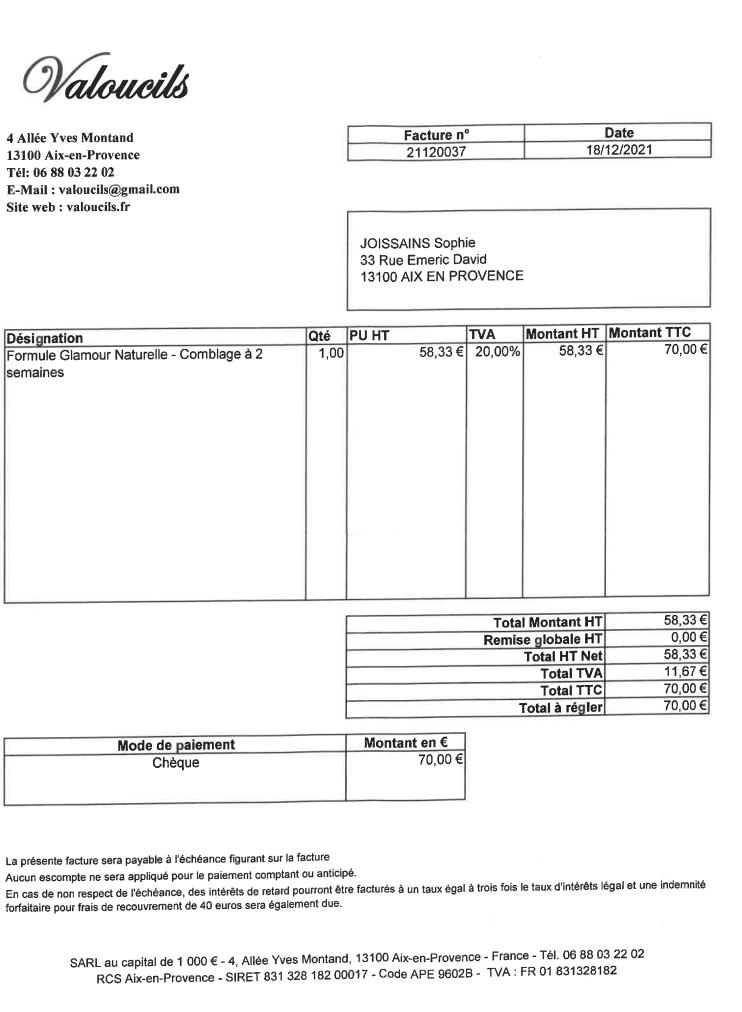 Valoucils
4 Allée Yves Montand
13100 Aix-en-Provence
Tél: 06 88 03 22 02
E-Mail : valoucils@gmail.com
Site web : valoucils.fr
Facture n° Date
21120037 18/12/2021
JOISSAINS Sophie
33 Rue Emeric David
13100 AIX EN PROVENCE
Désignation Qté PU HT TVA Montant HT Montant TTC
Formule Glamour Naturelle - Comblage à 2 1,00 58,33 € 20,00% 58,33 € 70,00 €
semaines
Total Montant HT 58,33 €
Remise globale HT 0,00 €
Total HT Net 58,33 €
Total TVA 11,67 €
Total TTC 70,00 €
Total à régler 70,00 €
Mode de paiement Montant en €
Chèque 70,00 €
La présente facture sera payable à l'échéance figurant sur la facture
Aucun escompte ne sera appliqué pour le paiement comptant ou anticipé.
En cas de non respect de l'échéance, des intérêts de retard pourront être facturés à un taux égal à trois fois le taux d'intérêts légal et une indemnité
forfaitaire pour frais de recouvrement de 40 euros sera également due.
SARL au capital de 1 000 € - 4, Allée Yves Montand, 13100 Aix-en-Provence - France - Tél. 06 88 03 22 02
RCS Aix-en-Provence - SIRET 831 328 182 00017 - Code APE 9602B - TVA : FR 01 831328182